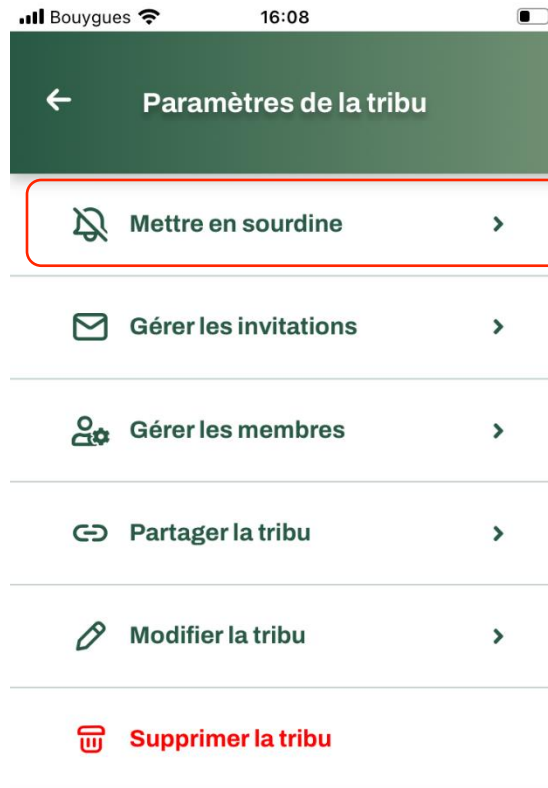 Bouygues 16:08
Paramètres de la tribu
Mettre en sourdine
Gérer les invitations
Gérer les membres
Partager la tribu
Modifier la tribu
Supprimer la tribu